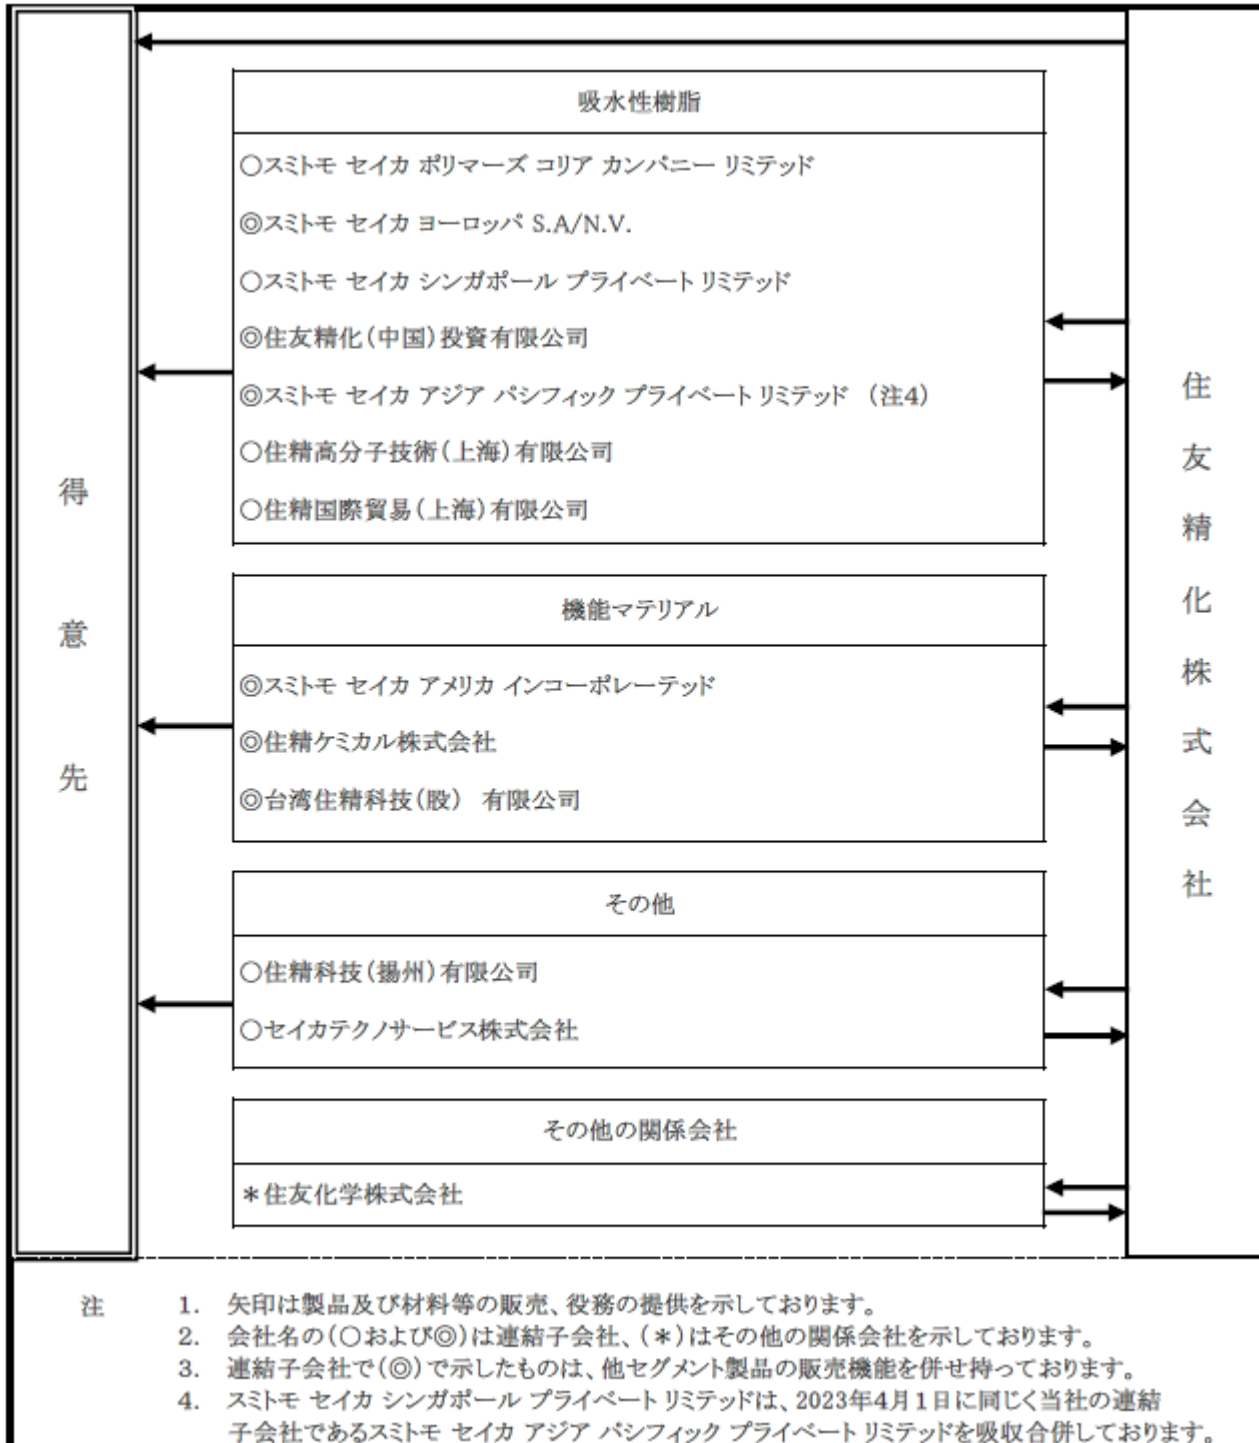 吸水性樹脂
○スミトモ セイカ ポリマーズ コリア カンパニー リミテッド
◎スミトモ セイカ ヨーロッパ S.A/N.V.
○スミトモ セイカ シンガポール プライベート リミテッド
◎住友精化(中国)投資有限公司
◎スミトモ セイカ アジア パシフィック プライベート リミテッド (注4)
○住精高分子技術(上海)有限公司
○住精国際貿易(上海)有限公司
機能マテリアル
◎スミトモ セイカ アメリカ インコーポレーテッド
◎住精ケミカル株式会社
◎台湾住精科技(股) 有限公司
その他
○住精科技(揚州)有限公司
○セイカテクノサービス株式会社
その他の関係会社
*住友化学株式会社
得意先
住友精化株式会社
注 1. 矢印は製品及び材料等の販売、役務の提供を示しております。
2. 会社名の(○および◎)は連結子会社、(*)はその他の関係会社を示しております。
3. 連結子会社で(◎)で示したものは、他セグメント製品の販売機能を併せ持っております。
4. スミトモ セイカ シンガポール プライベート リミテッドは、2023年4月1日に同じく当社の連結
子会社であるスミトモ セイカ アジア パシフィック プライベート リミテッドを吸収合併しております。